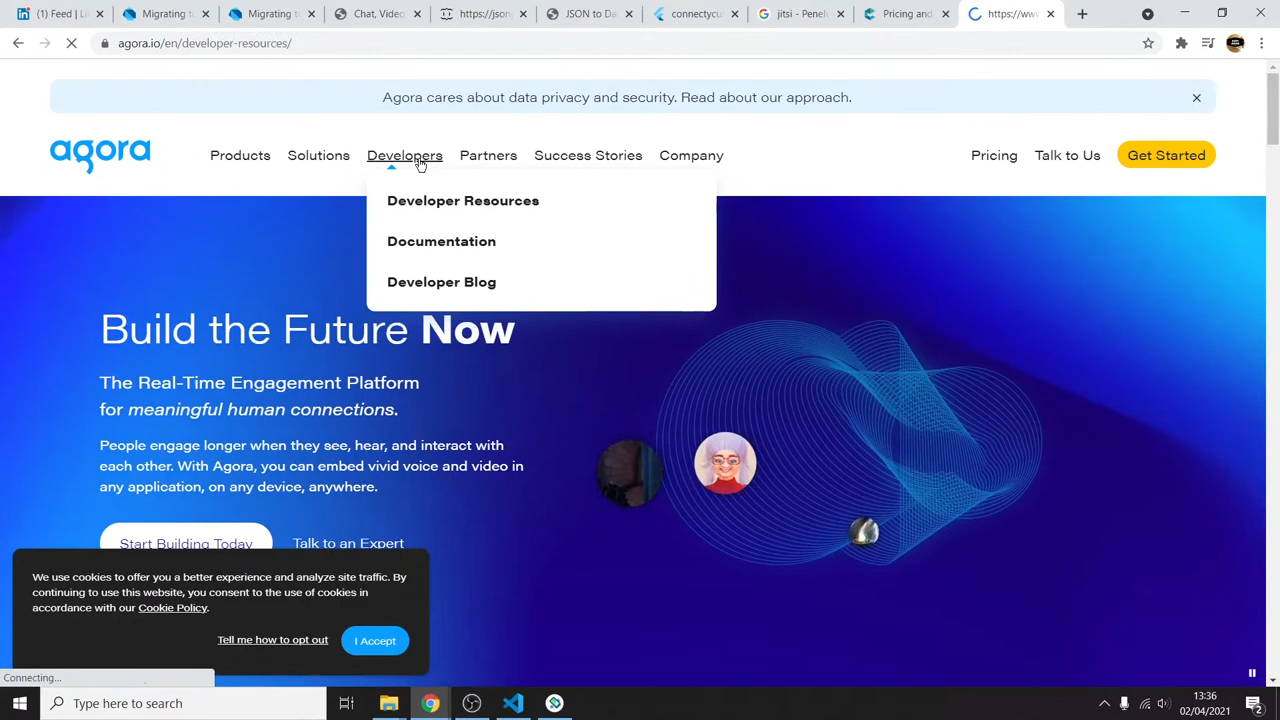 Feed | (15)
Migrating to
Migrating to
Chat, Video
https://jsong
JSON to Da
connectycu
jitsi - Penel
Pricing and
https://www
agora.io/en/developer-resources/
Agora cares about data privacy and security. Read about our approach.
agora
Products
Solutions
Developers
Partners
Success Stories
Company
Pricing
Talk to Us
Get Started
Developer Resources
Documentation
Developer Blog
Build the Future Now
The Real-Time Engagement Platform
for meaningful human connections.
People engage longer when they see, hear, and interact with
each other. With Agora, you can embed vivid voice and video in
any application, on any device, anywhere.
Start Building Today
Talk to an Expert
We use cookies to offer you a better experience and analyze site traffic. By
continuing to use this website, you consent to the use of cookies in
accordance with our Cookie Policy.
Tell me how to opt out
I Accept
Connecting...
Type here to search
13:36
02/04/2021
2